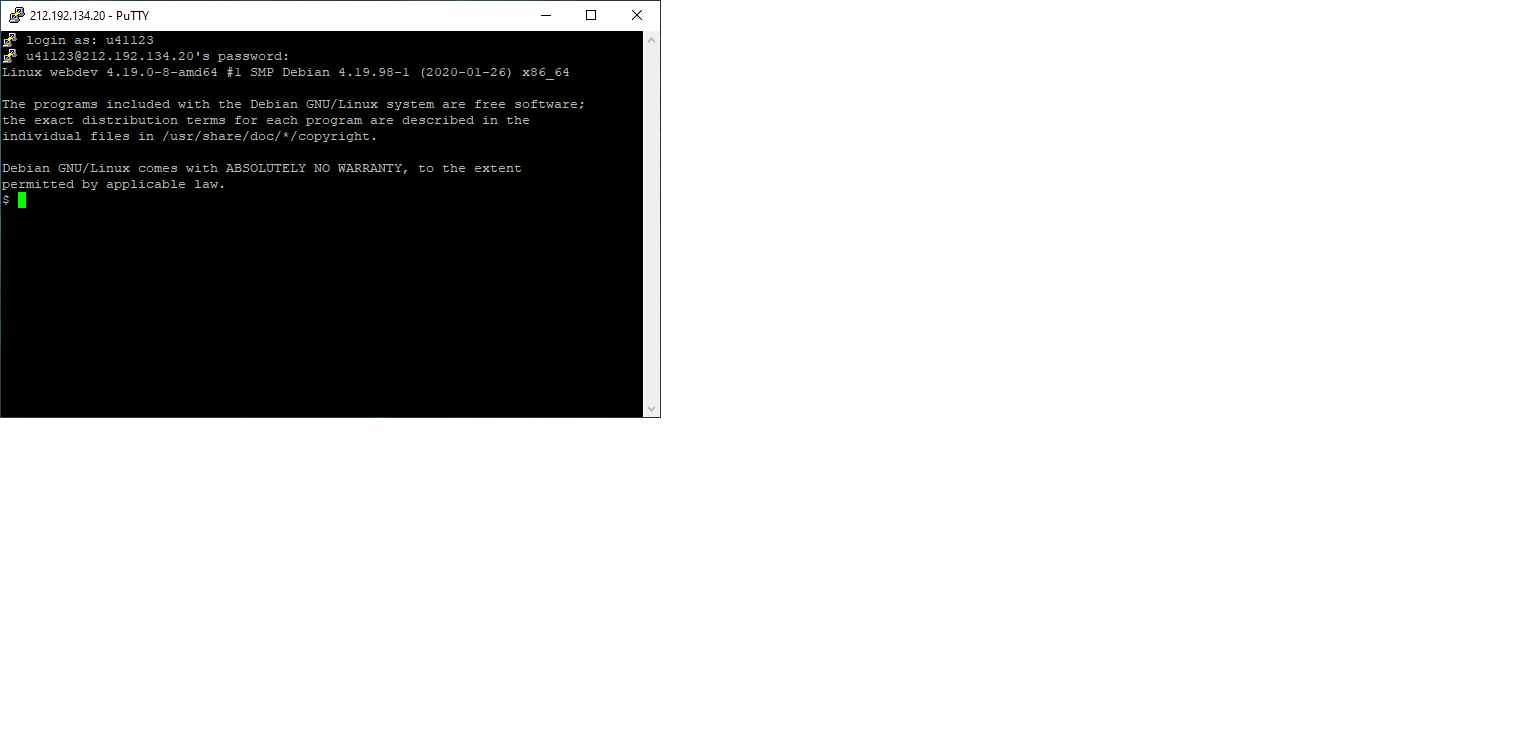 212.192.134.20 - PuTTY
login as: u41123
u41123@212.192.134.20's password:
Linux webdev 4.19.0-8-amd64 #1 SMP Debian 4.19.98-1 (2020-01-26) x86_64
The programs included with the Debian GNU/Linux system are free software;
the exact distribution terms for each program are described in the
individual files in /usr/share/doc/*/copyright.
Debian GNU/Linux comes with ABSOLUTELY NO WARRANTY, to the extent
permitted by applicable law.
$